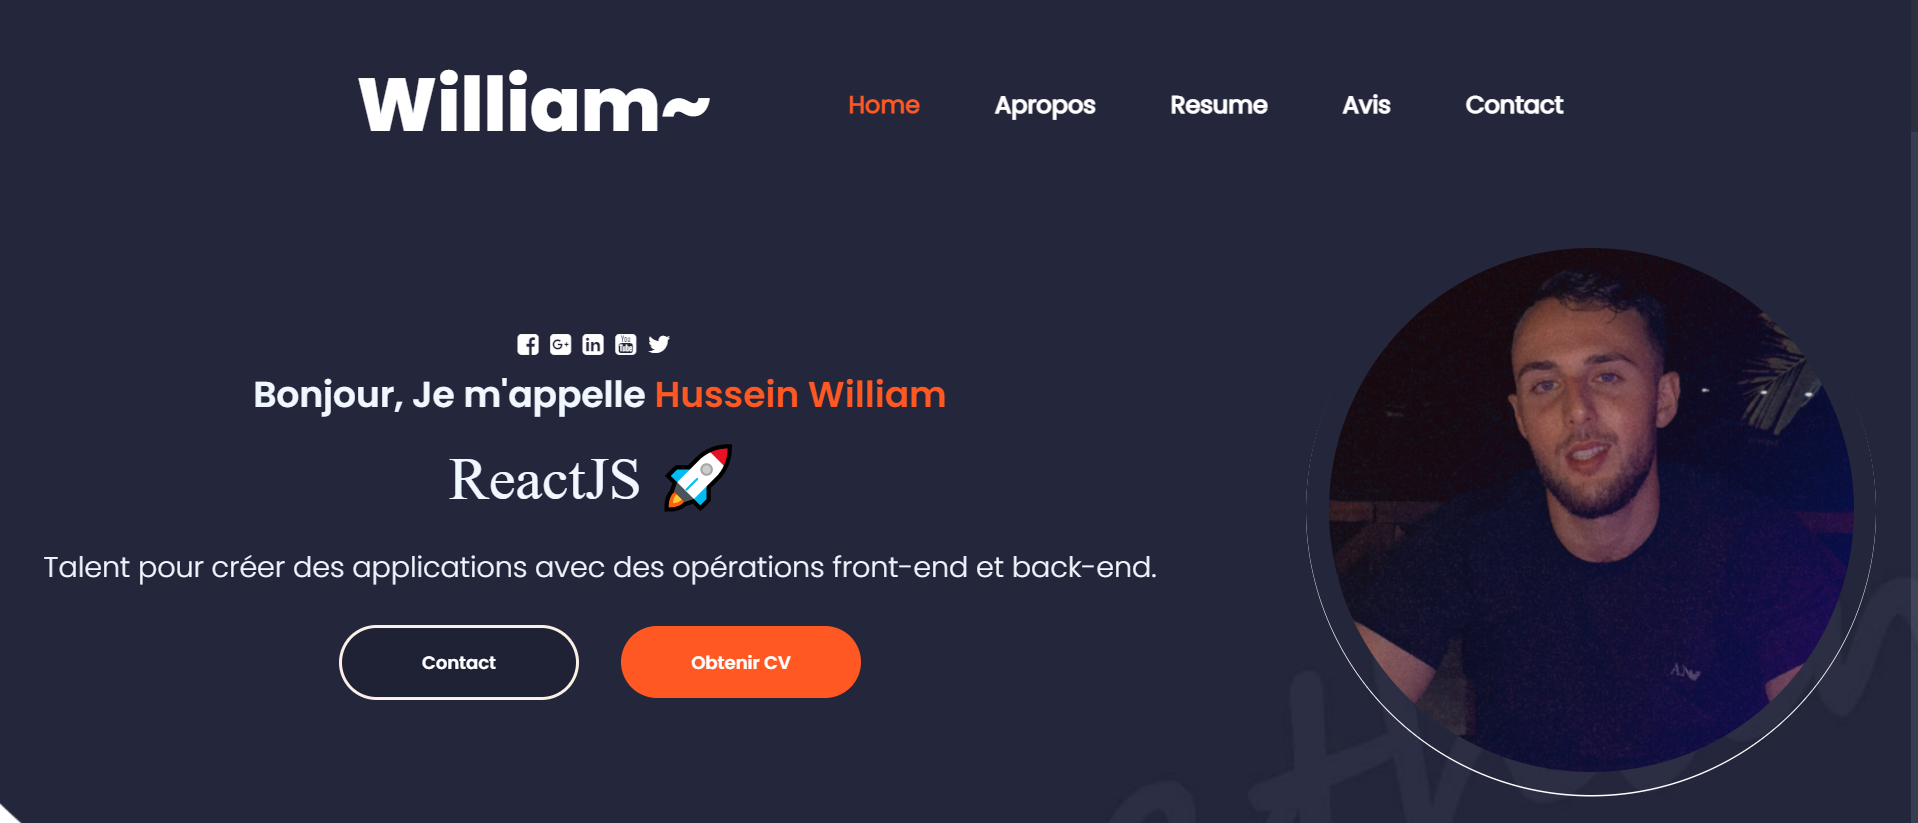 William~
Home Apropos Resume Avis Contact
Bonjour, Je m'appelle Hussein William
ReactJS 🚀
Talent pour créer des applications avec des opérations front-end et back-end.
Contact Obtenir CV